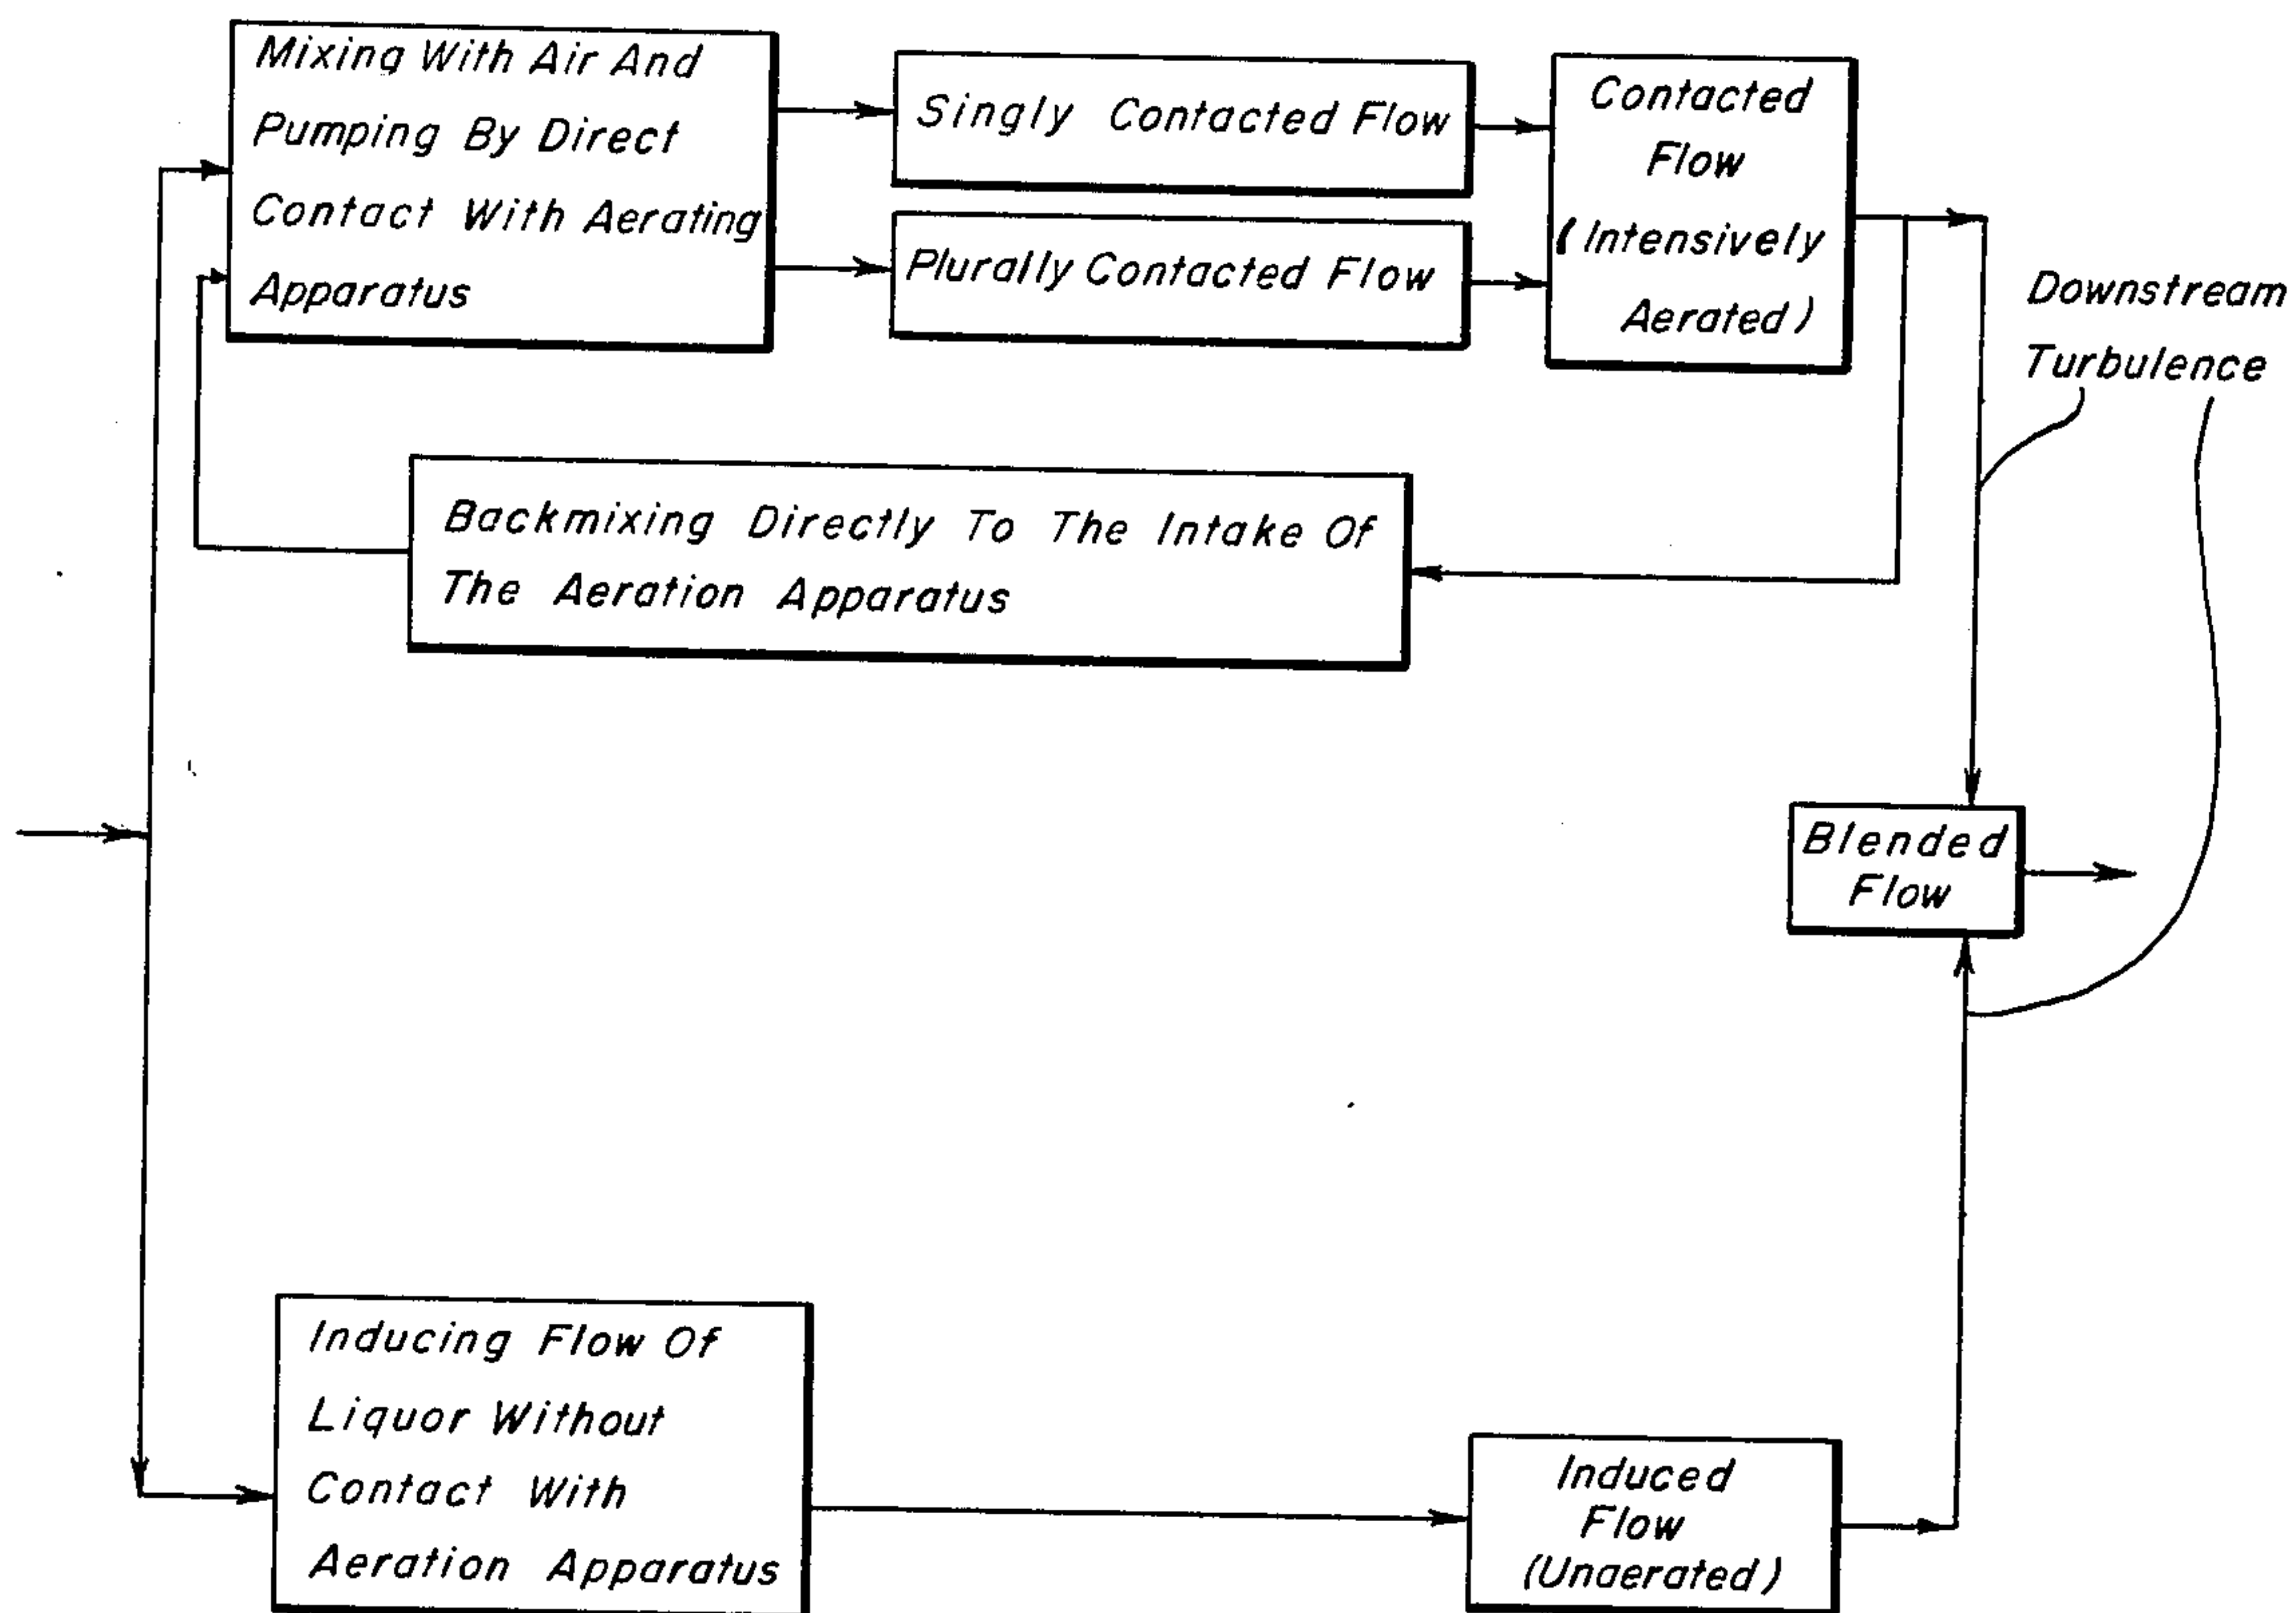 Mixing With Air And
Pumping By Direct
Contact With Aerating
Apparatus
Singly Contacted Flow
Plurally Contacted Flow
Contacted
Flow
(Intensively
Aerated)
Downstream
Turbulence
Backmixing Directly To The Intake Of
The Aeration Apparatus
Blended
Flow
Inducing Flow Of
Liquor Without
Contact With
Aeration Apparatus
Induced
Flow
(Unaerated)